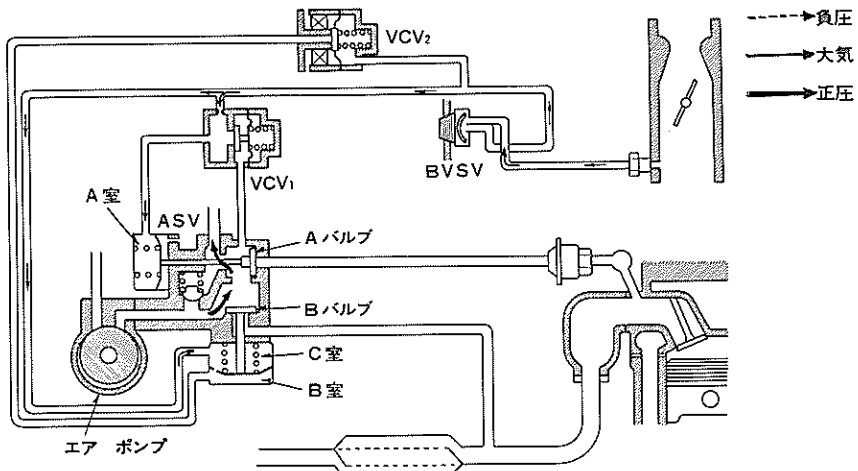 VCV₂
負圧
大気
正圧
BVSV
VCV₁
A室
ASV
Aバルブ
Bバルブ
C室
B室
エア ポンプ